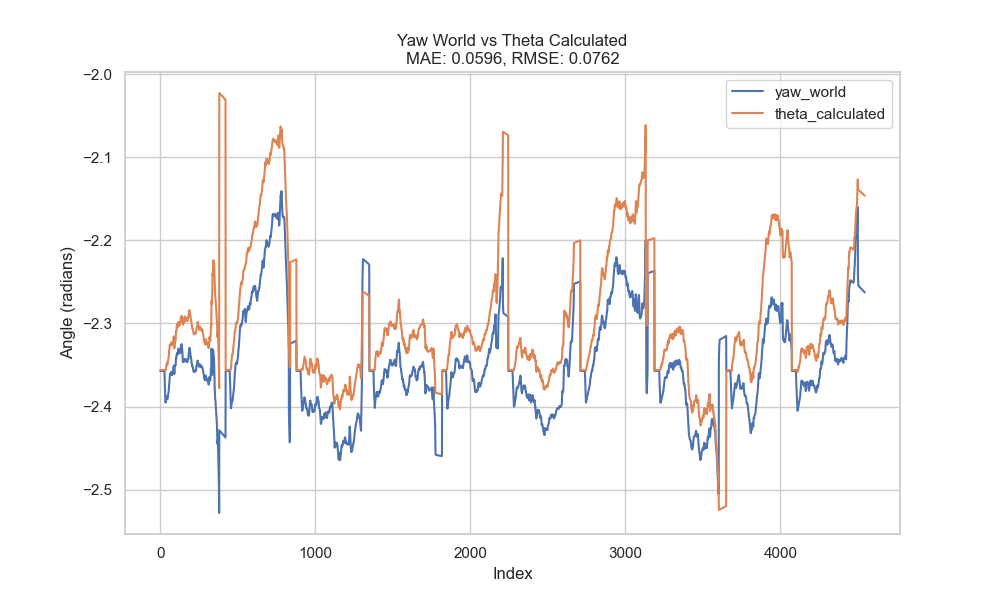 Yaw World vs Theta Calculated
MAE: 0.0596, RMSE: 0.0762
yaw_world
theta_calculated
Angle (radians)
−2.0
−2.1
−2.2
−2.3
−2.4
−2.5
0
1000
2000
3000
4000
Index